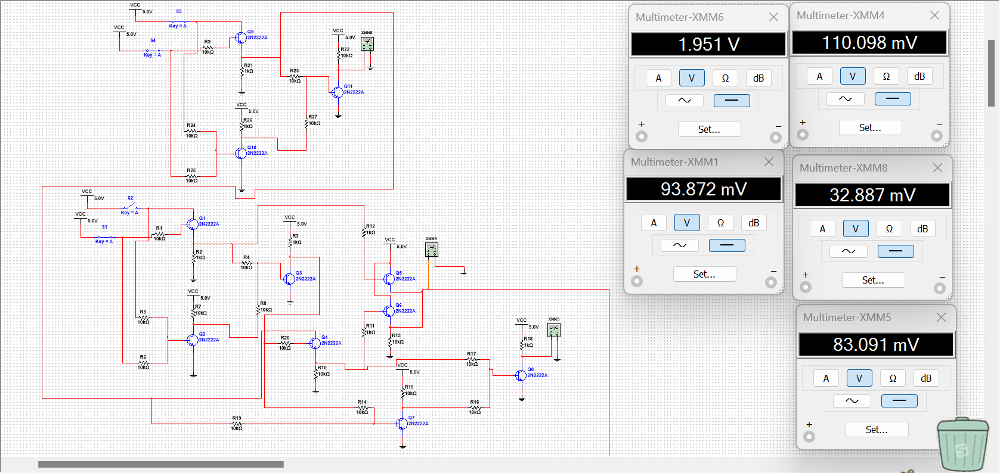 VCC
5.0V
S5
Key = A
VCC
5.0V
S4
Key = A
R9
10kΩ
Q9
2N2222A
R21
1kΩ
VCC
5.0V
XMM6
R22
10kΩ
R23
10kΩ
Q11
2N2222A
VCC
5.0V
R26
1kΩ
R27
10kΩ
R24
10kΩ
Q10
2N2222A
R25
10kΩ
VCC
5.0V
S2
Key = A
VCC
5.0V
S1
Key = A
R1
10kΩ
Q1
2N2222A
R2
1kΩ
R4
10kΩ
VCC
5.0V
R3
1kΩ
Q3
2N2222A
R12
1kΩ
VCC
5.0V
XMM3
Q5
2N2222A
VCC
5.0V
R7
10kΩ
R8
10kΩ
Q6
2N2222A
R5
10kΩ
Q2
2N2222A
R6
10kΩ
R20
10kΩ
Q4
2N2222A
R11
1kΩ
R13
10kΩ
R10
10kΩ
VCC
5.0V
XMM5
R18
1kΩ
R17
10kΩ
Q8
2N2222A
VCC
5.0V
R15
10kΩ
R14
10kΩ
R16
10kΩ
R19
10kΩ
Q7
2N2222A
Multimeter-XMM6
1.951 V
A V Ω dB
Set...
+ −
Multimeter-XMM4
110.098 mV
A V Ω dB
Set...
+ −
Multimeter-XMM1
93.872 mV
A V Ω dB
Set...
+ −
Multimeter-XMM8
32.887 mV
A V Ω dB
Set...
+ −
Multimeter-XMM5
83.091 mV
A V Ω dB
Set...
+
S